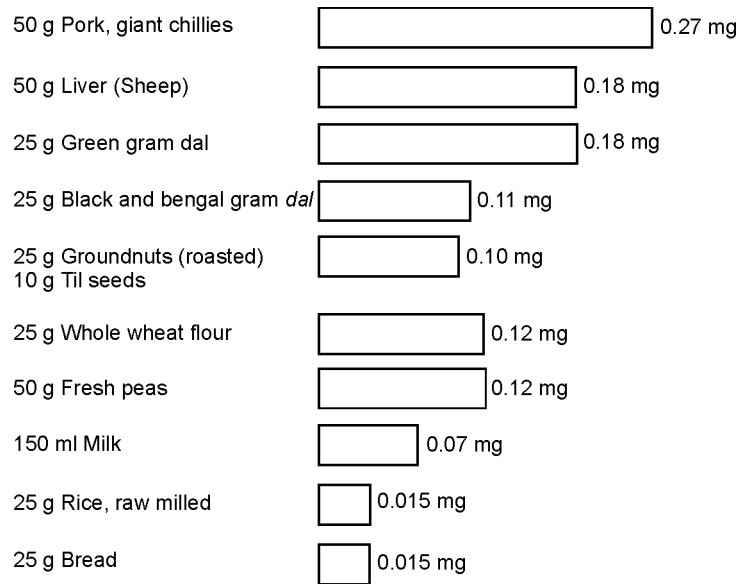 50 g Pork, giant chillies 0.27 mg
50 g Liver (Sheep) 0.18 mg
25 g Green gram dal 0.18 mg
25 g Black and bengal gram dal 0.11 mg
25 g Groundnuts (roasted) 0.10 mg
10 g Til seeds
25 g Whole wheat flour 0.12 mg
50 g Fresh peas 0.12 mg
150 ml Milk 0.07 mg
25 g Rice, raw milled 0.015 mg
25 g Bread 0.015 mg